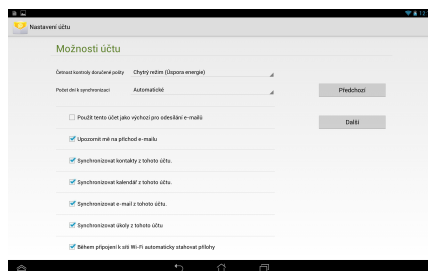 12
Nastavení účtu
Možnosti účtu
Četnost kontroly doručené pošty Chytrý režim (Úspora energie)
Počet dní k synchronizaci Automatické
Předchozí
Použít tento účet jako výchozí pro odesílání e-mailů
Další
Upozornit mě na příchod e-mailu
Synchronizovat kontakty z tohoto účtu.
Synchronizovat kalendář z tohoto účtu.
Synchronizovat e-mail z tohoto účtu.
Synchronizovat úkoly z tohoto účtu
Během připojení k síti Wi-Fi automaticky stahovat přílohy